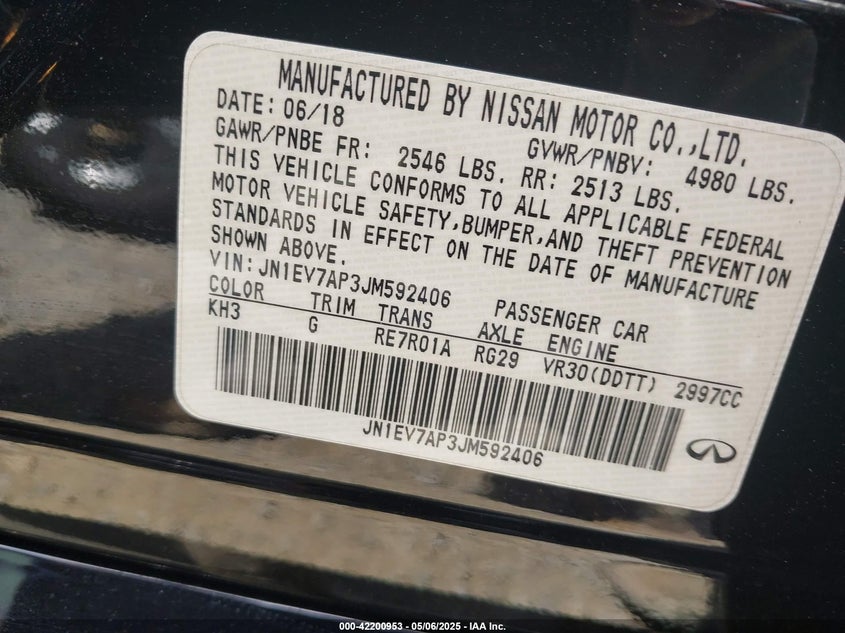 MANUFACTURED BY NISSAN MOTOR CO.,LTD.
DATE: 06/18 GVWR/PNBV: 4980 LBS.
GAWR/PNBE FR: 2546 LBS. RR: 2513 LBS.
THIS VEHICLE CONFORMS TO ALL APPLICABLE FEDERAL
MOTOR VEHICLE SAFETY,BUMPER,AND THEFT PREVENTION
STANDARDS IN EFFECT ON THE DATE OF MANUFACTURE
SHOWN ABOVE.
VIN:JN1EV7AP3JM592406 PASSENGER CAR
COLOR TRIM TRANS AXLE ENGINE
KH3 G RE7R01A RG29 VR30(DDTT) 2997CC
JN1EV7AP3JM592406
000-42200953 - 05/06/2025 - IAA Inc.